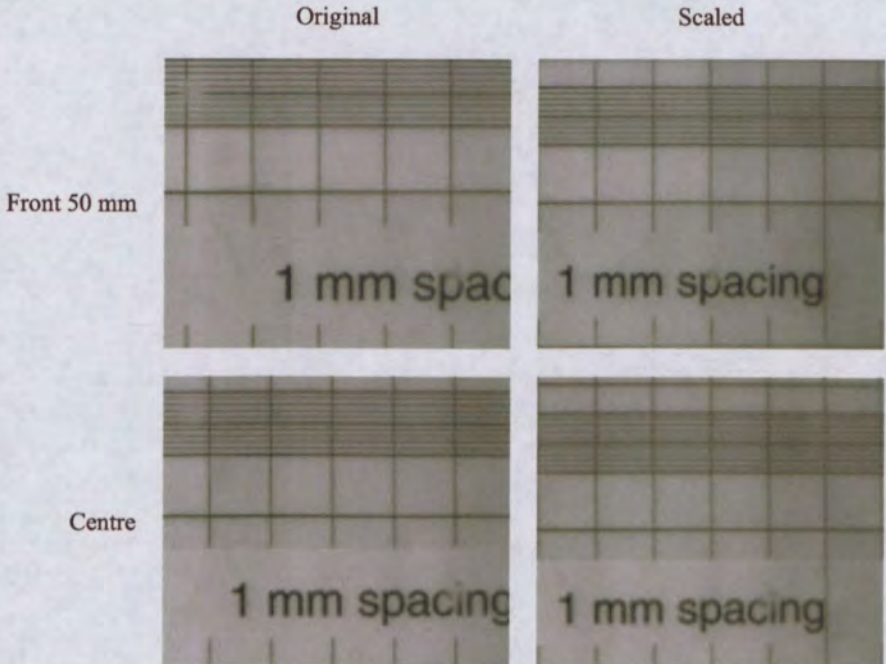 Original Scaled
Front 50 mm
1 mm spac 1 mm spacing
Centre
1 mm spacing 1 mm spacing